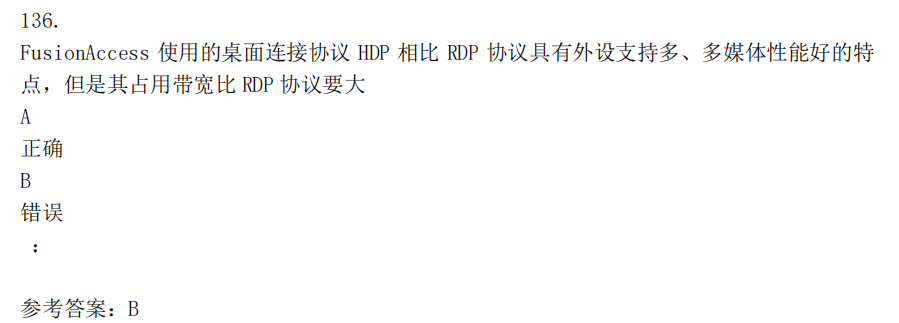 136.
FusionAccess 使用的桌面连接协议 HDP 相比 RDP 协议具有外设支持多、多媒体性能好的特
点，但是其占用带宽比 RDP 协议要大
A
正确
B
错误
：
参考答案：B